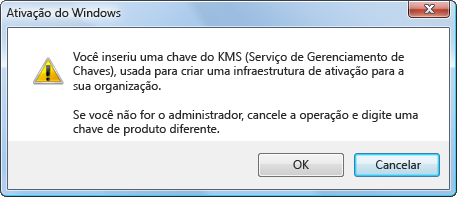 Ativação do Windows
Você inseriu uma chave do KMS (Serviço de Gerenciamento de
Chaves), usada para criar uma infraestrutura de ativação para a
sua organização.
Se você não for o administrador, cancele a operação e digite uma
chave de produto diferente.
OK
Cancelar